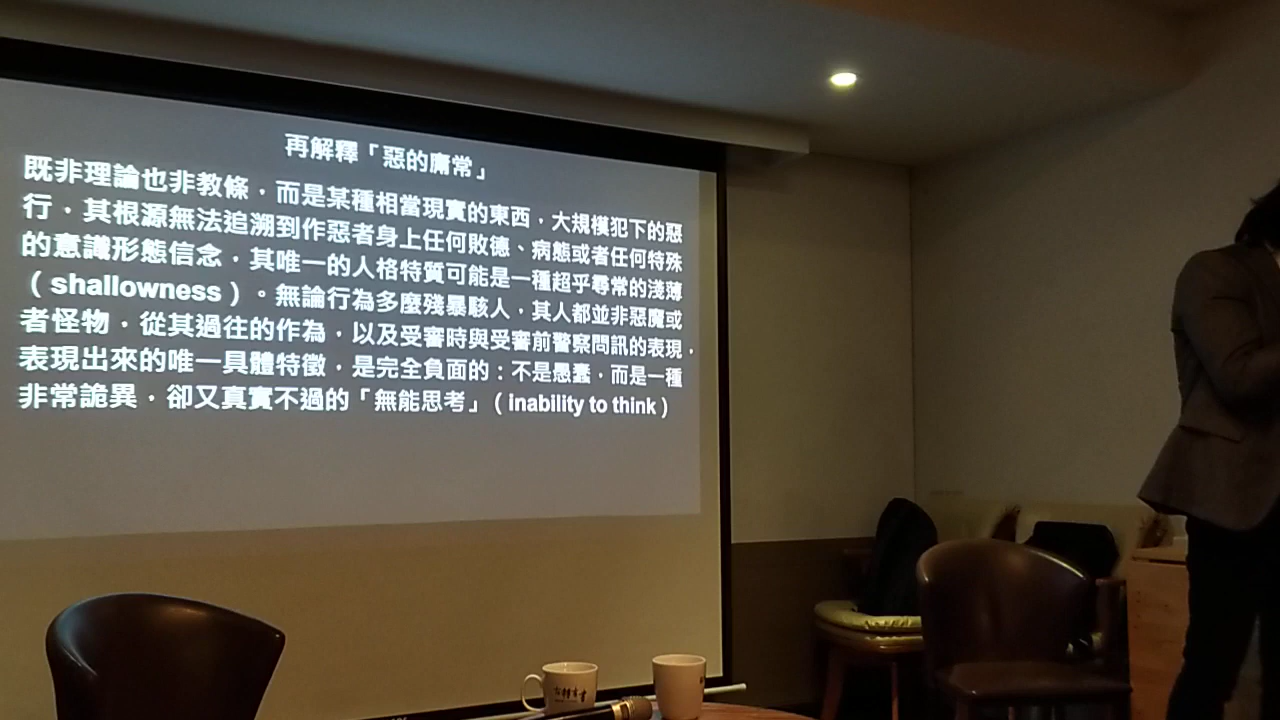 再解釋「惡的庸常」
既非理論也非教條，而是某種相當現實的東西，大規模犯下的惡
行，其根源無法追溯到作惡者身上任何敗德、病態或者任何特殊
的意識形態信念，其唯一的人格特質可能是一種超乎尋常的淺薄
（shallowness）。無論行為多麼殘暴駭人，其人都並非惡魔或
者怪物，從其過往的作為，以及受審時與受審前警察問訊的表現，
表現出來的唯一具體特徵，是完全負面的：不是愚蠢，而是一種
非常詭異，卻又真實不過的「無能思考」（inability to think）